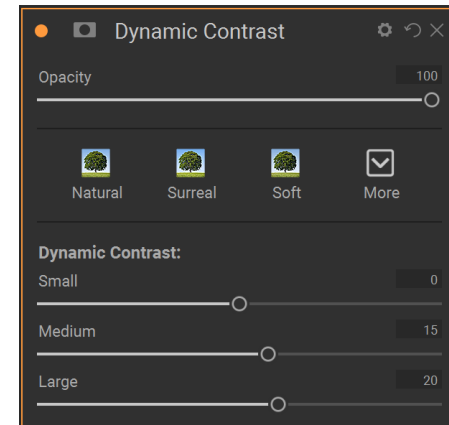 Dynamic Contrast
Opacity 100
Natural Surreal Soft More
Dynamic Contrast:
Small 0
Medium 15
Large 20